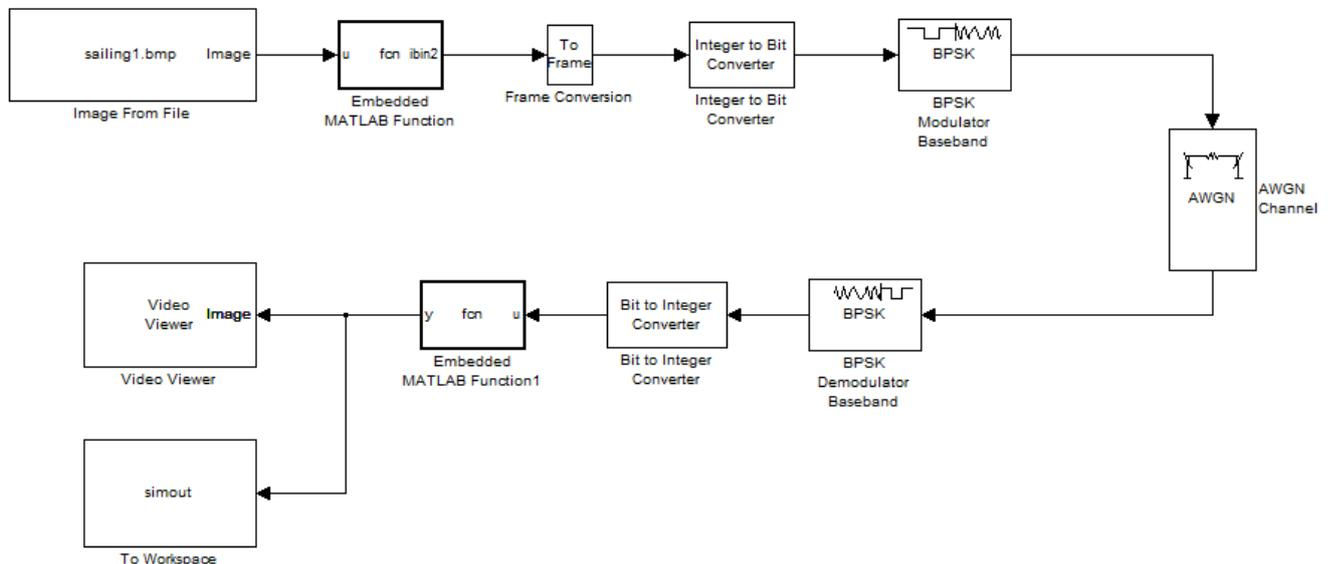 sailing1.bmp Image
Image From File
u fcn ibin2
Embedded
MATLAB Function
To
Frame
Frame Conversion
Integer to Bit
Converter
Integer to Bit
Converter
BPSK
BPSK
Modulator
Baseband
AWGN
AWGN
Channel
Video
Viewer
Image
Video Viewer
y fcn u
Embedded
MATLAB Function1
Bit to Integer
Converter
Bit to Integer
Converter
BPSK
BPSK
Demodulator
Baseband
simout
To Workspace